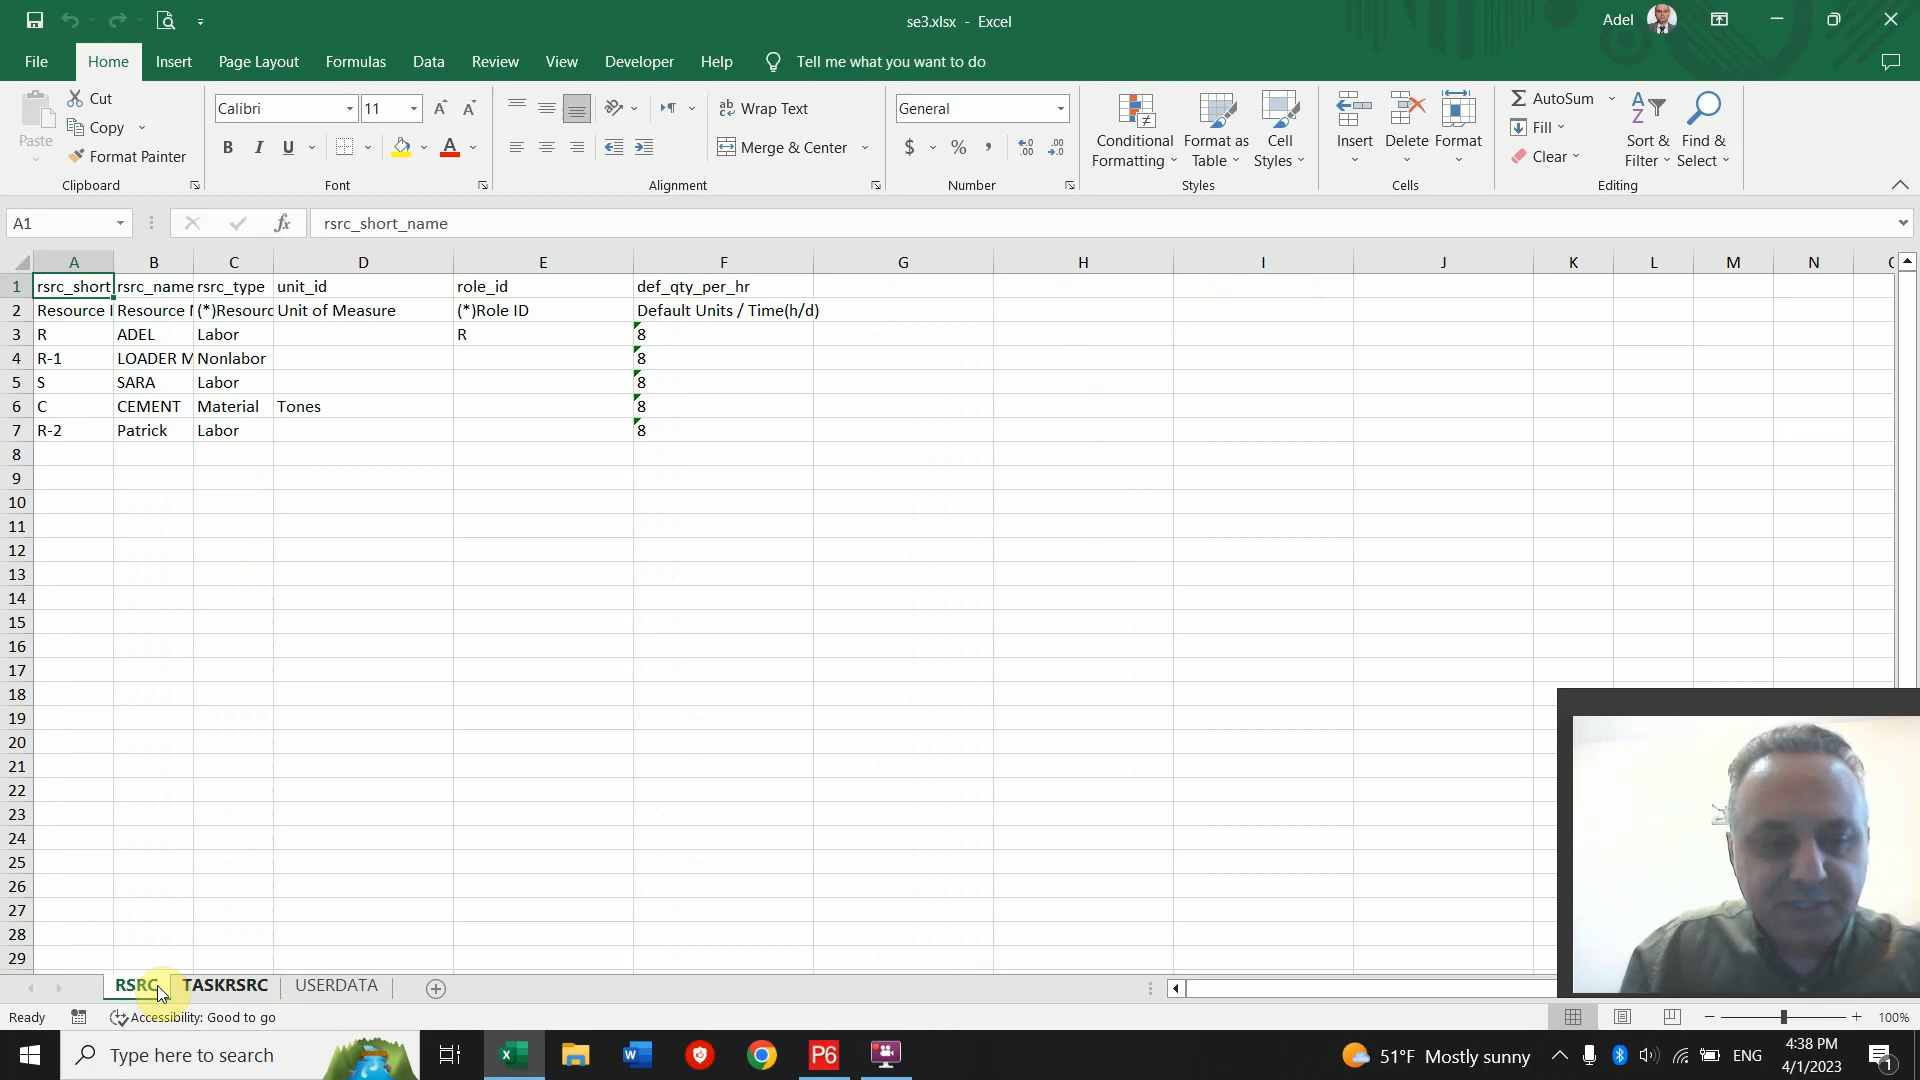 se3.xlsx - Excel
Adel
File Home Insert Page Layout Formulas Data Review View Developer Help Tell me what you want to do
Paste
Cut
Copy
Format Painter
Clipboard
Calibri 11
B I U A
Font
Wrap Text
Merge & Center
Alignment
General
$ % ,
Number
Conditional Formatting
Format as Table
Cell Styles
Styles
Insert Delete Format
Cells
AutoSum
Fill
Clear
Sort & Filter
Find & Select
Editing
A1 fx rsrc_short_name
A B C D E F G H I J K L M N
1 rsrc_short rsrc_name rsrc_type unit_id role_id def_qty_per_hr
2 Resource I Resource N (*)Resourc Unit of Measure (*)Role ID Default Units / Time(h/d)
3 R ADEL Labor R 8
4 R-1 LOADER M Nonlabor 8
5 S SARA Labor 8
6 C CEMENT Material Tones 8
7 R-2 Patrick Labor 8
8
9
10
11
12
13
14
15
16
17
18
19
20
21
22
23
24
25
26
27
28
29
RSRC TASKRSRC USERDATA
Ready Accessibility: Good to go 100%
Type here to search
P6
51°F Mostly sunny ENG
4:38 PM
4/1/2023
1